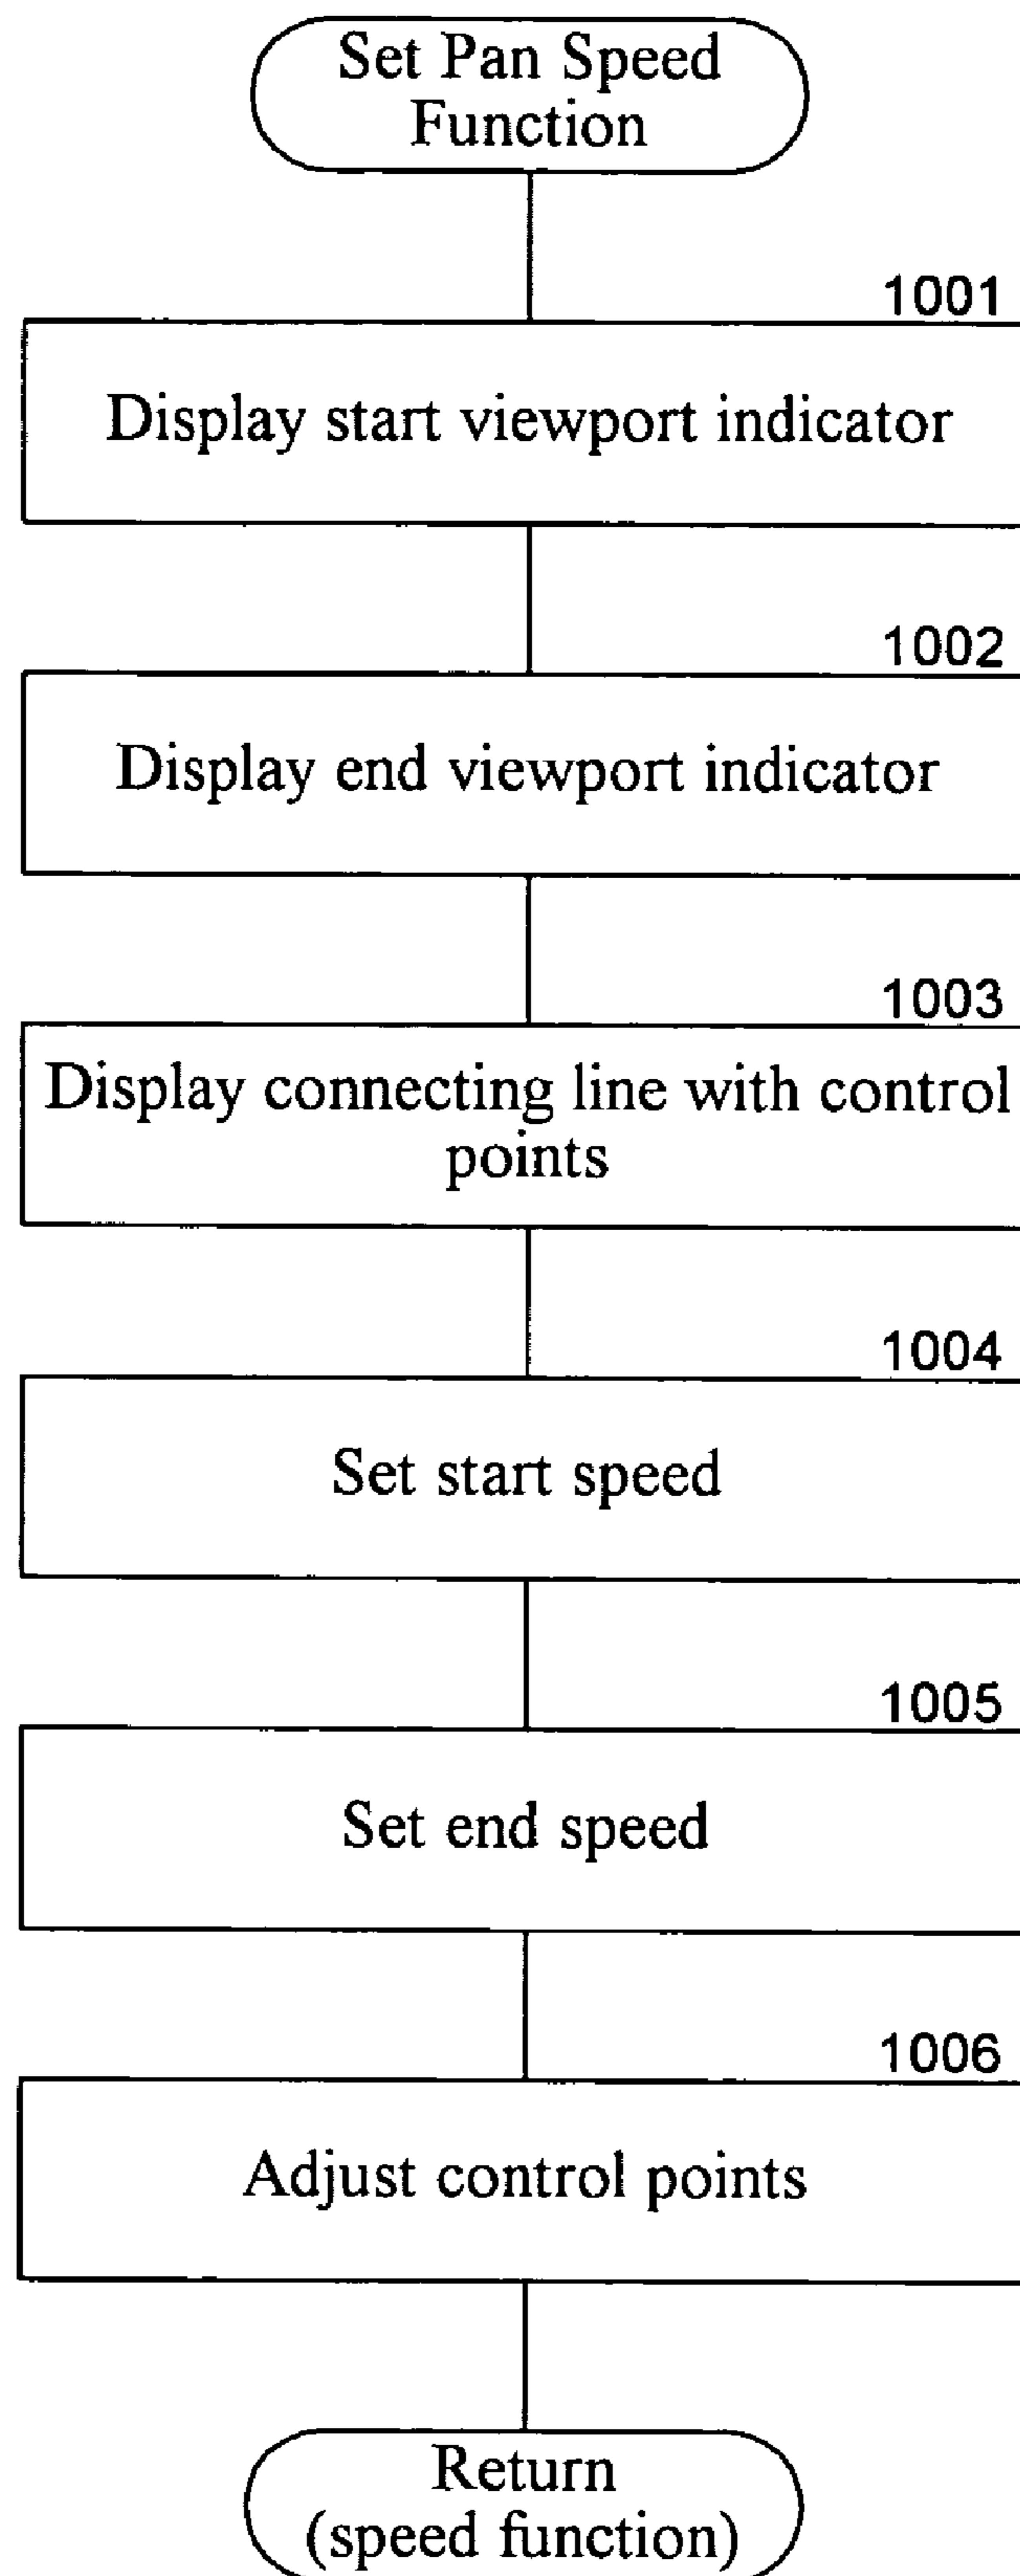 Set Pan Speed
Function
1001
Display start viewport indicator
1002
Display end viewport indicator
1003
Display connecting line with control
points
1004
Set start speed
1005
Set end speed
1006
Adjust control points
Return
(speed function)